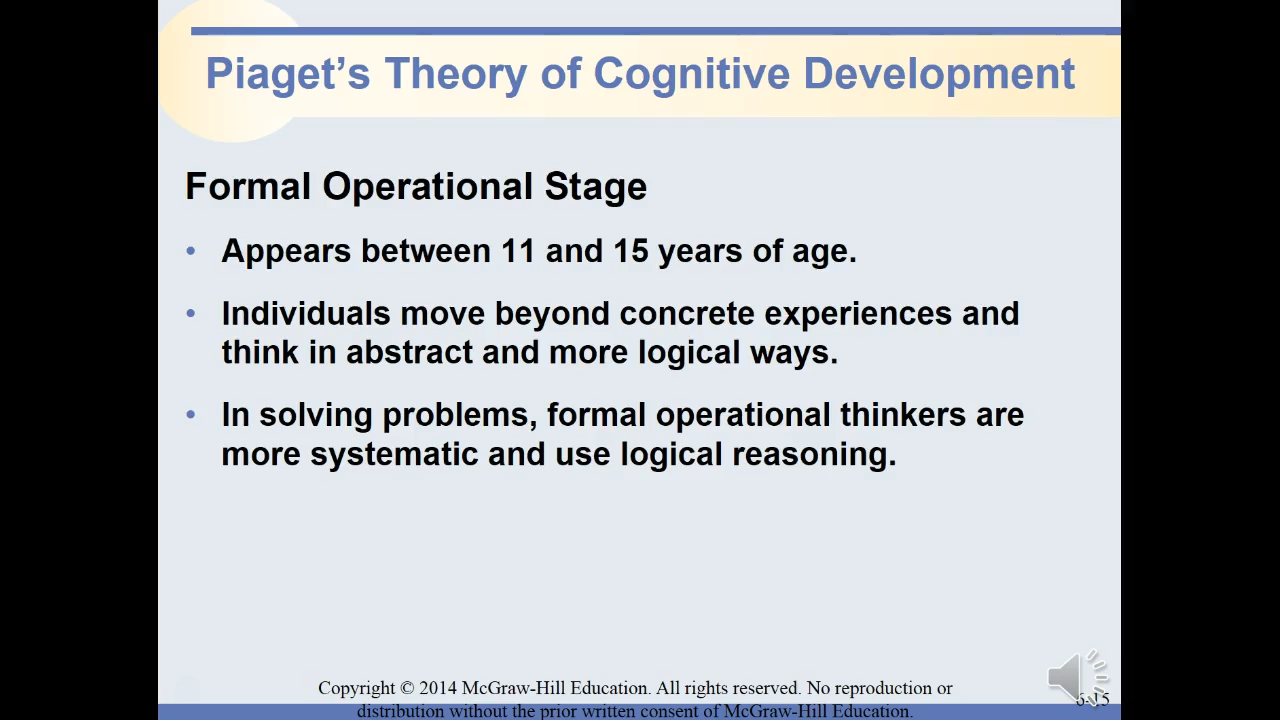 Piaget’s Theory of Cognitive Development
Formal Operational Stage
• Appears between 11 and 15 years of age.
• Individuals move beyond concrete experiences and
think in abstract and more logical ways.
• In solving problems, formal operational thinkers are
more systematic and use logical reasoning.
Copyright © 2014 McGraw-Hill Education. All rights reserved. No reproduction or
distribution without the prior written consent of McGraw-Hill Education.
6-15